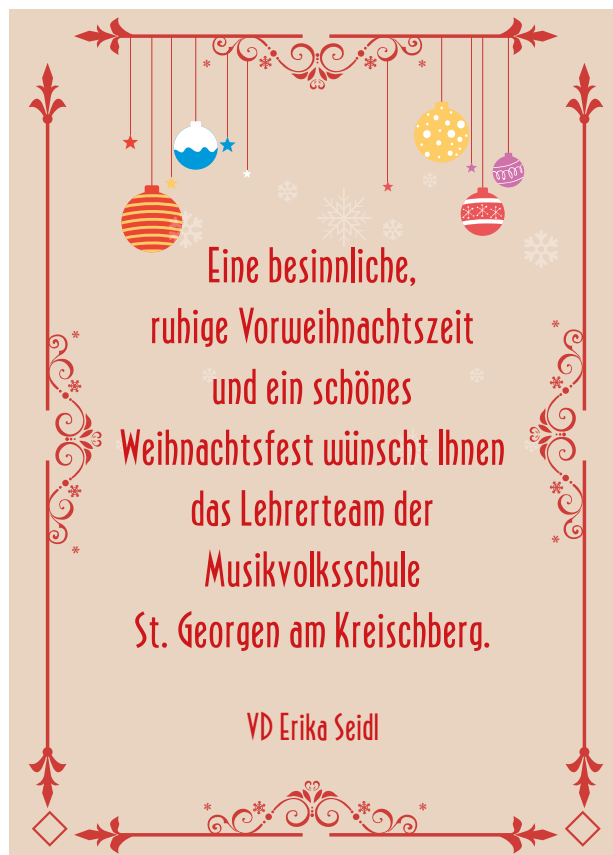 Eine besinnliche,
ruhige Vorweihnachtszeit
und ein schönes
Weihnachtsfest wünscht Ihnen
das Lehrerteam der
Musikvolksschule
St. Georgen am Kreischberg.
VD Erika Seidl